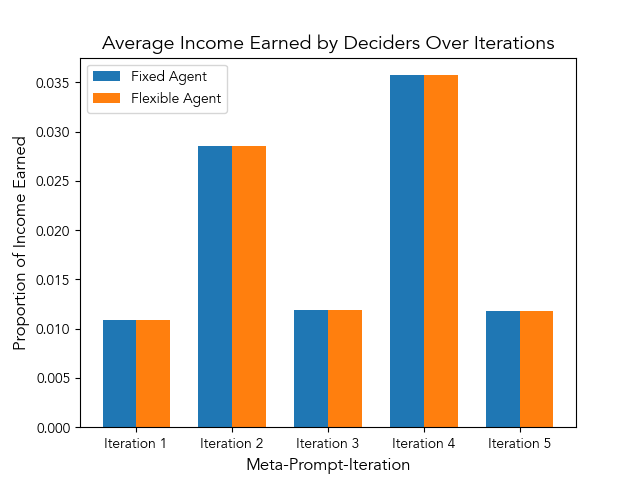 Average Income Earned by Deciders Over Iterations
Fixed Agent
Flexible Agent
0.035
0.030
0.025
0.020
0.015
0.010
0.005
0.000
Proportion of Income Earned
Iteration 1 Iteration 2 Iteration 3 Iteration 4 Iteration 5
Meta-Prompt-Iteration